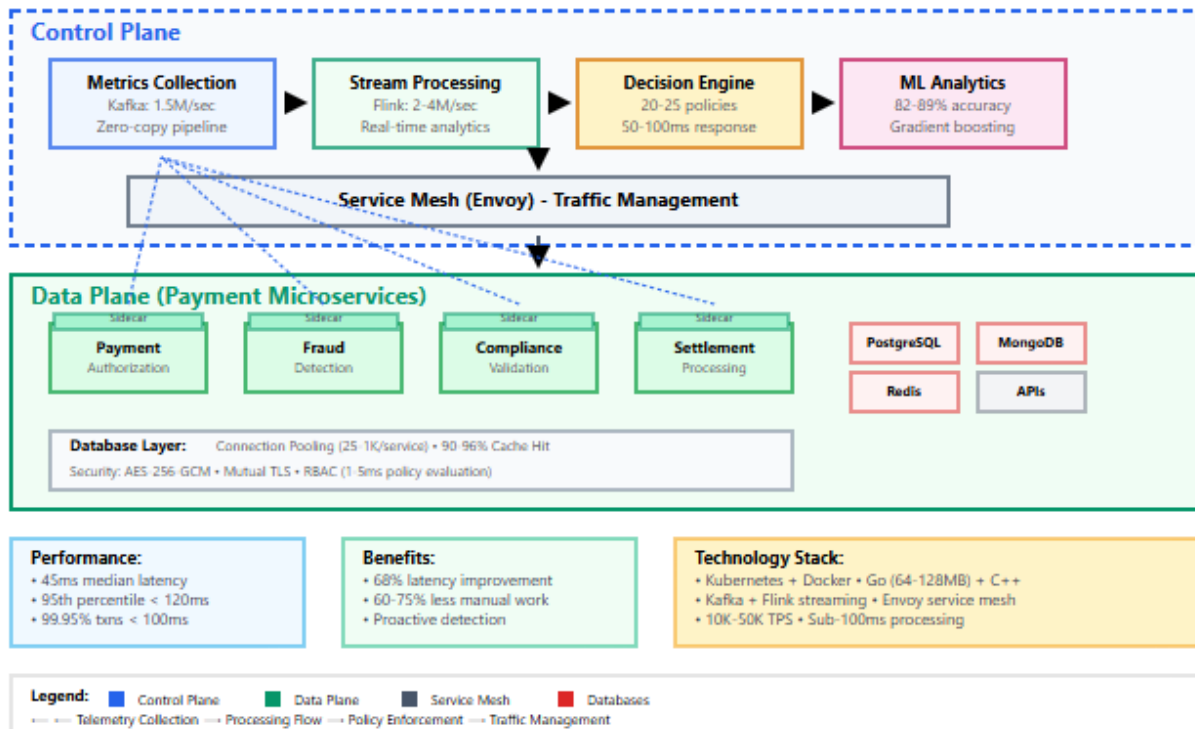 Control Plane
Metrics Collection
Kafka: 1.5M/sec
Zero-copy pipeline
Stream Processing
Flink: 2-4M/sec
Real-time analytics
Decision Engine
20-25 policies
50-100ms response
ML Analytics
82-89% accuracy
Gradient boosting
Service Mesh (Envoy) - Traffic Management
Data Plane (Payment Microservices)
Sidecar
Payment
Authorization
Sidecar
Fraud
Detection
Sidecar
Compliance
Validation
Sidecar
Settlement
Processing
PostgreSQL
MongoDB
Redis
APIs
Database Layer: Connection Pooling (25-1K/service) • 90-96% Cache Hit
Security: AES-256-GCM • Mutual TLS • RBAC (1-5ms policy evaluation)
Performance:
• 45ms median latency
• 95th percentile < 120ms
• 99.95% txns < 100ms
Benefits:
• 68% latency improvement
• 60-75% less manual work
• Proactive detection
Technology Stack:
• Kubernetes + Docker • Go (64-128MB) + C++
• Kafka + Flink streaming • Envoy service mesh
• 10K-50K TPS • Sub-100ms processing
Legend: Control Plane Data Plane Service Mesh Databases
Telemetry Collection → Processing Flow → Policy Enforcement → Traffic Management